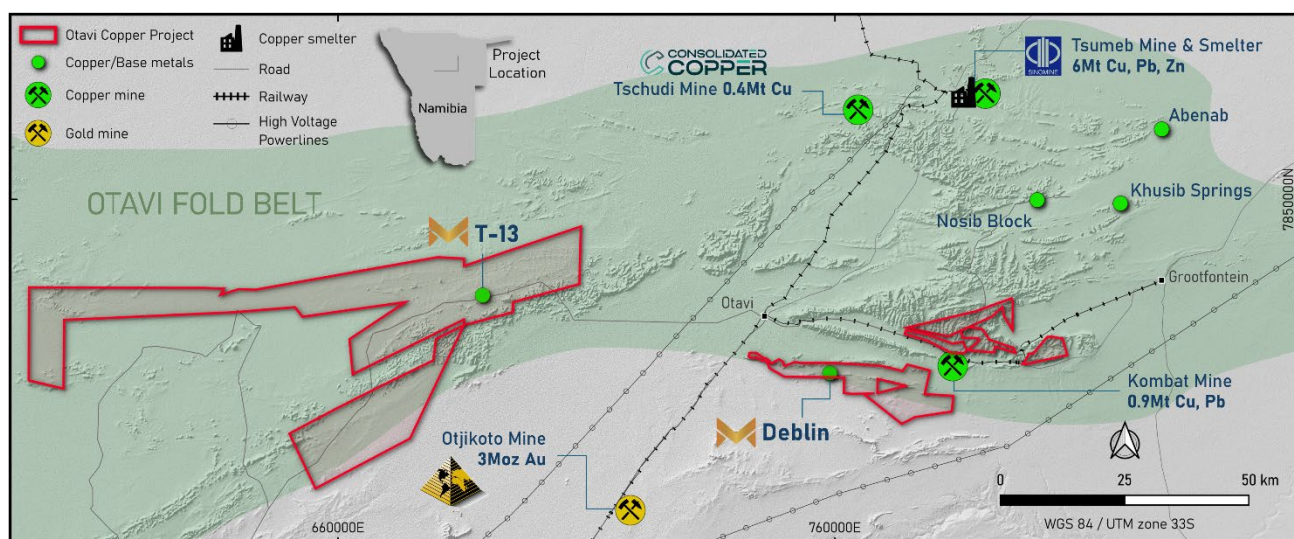 Otavi Copper Project
Copper/Base metals
Copper mine
Gold mine
Copper smelter
Road
Railway
High Voltage
Powerlines
Project
Location
Namibia
CONSOLIDATED
COPPER
Tschudi Mine 0.4Mt Cu
SINOMINE
Tsumeb Mine & Smelter
6Mt Cu, Pb, Zn
Abenab
Khusib Springs
Nosib Block
7850000N
OTAVI FOLD BELT
T-13
Grootfontein
Otavi
Kombat Mine
0.9Mt Cu, Pb
Deblin
Otjikoto Mine
3Moz Au
0
25
50 km
WGS 84 / UTM zone 33S
660000E
760000E